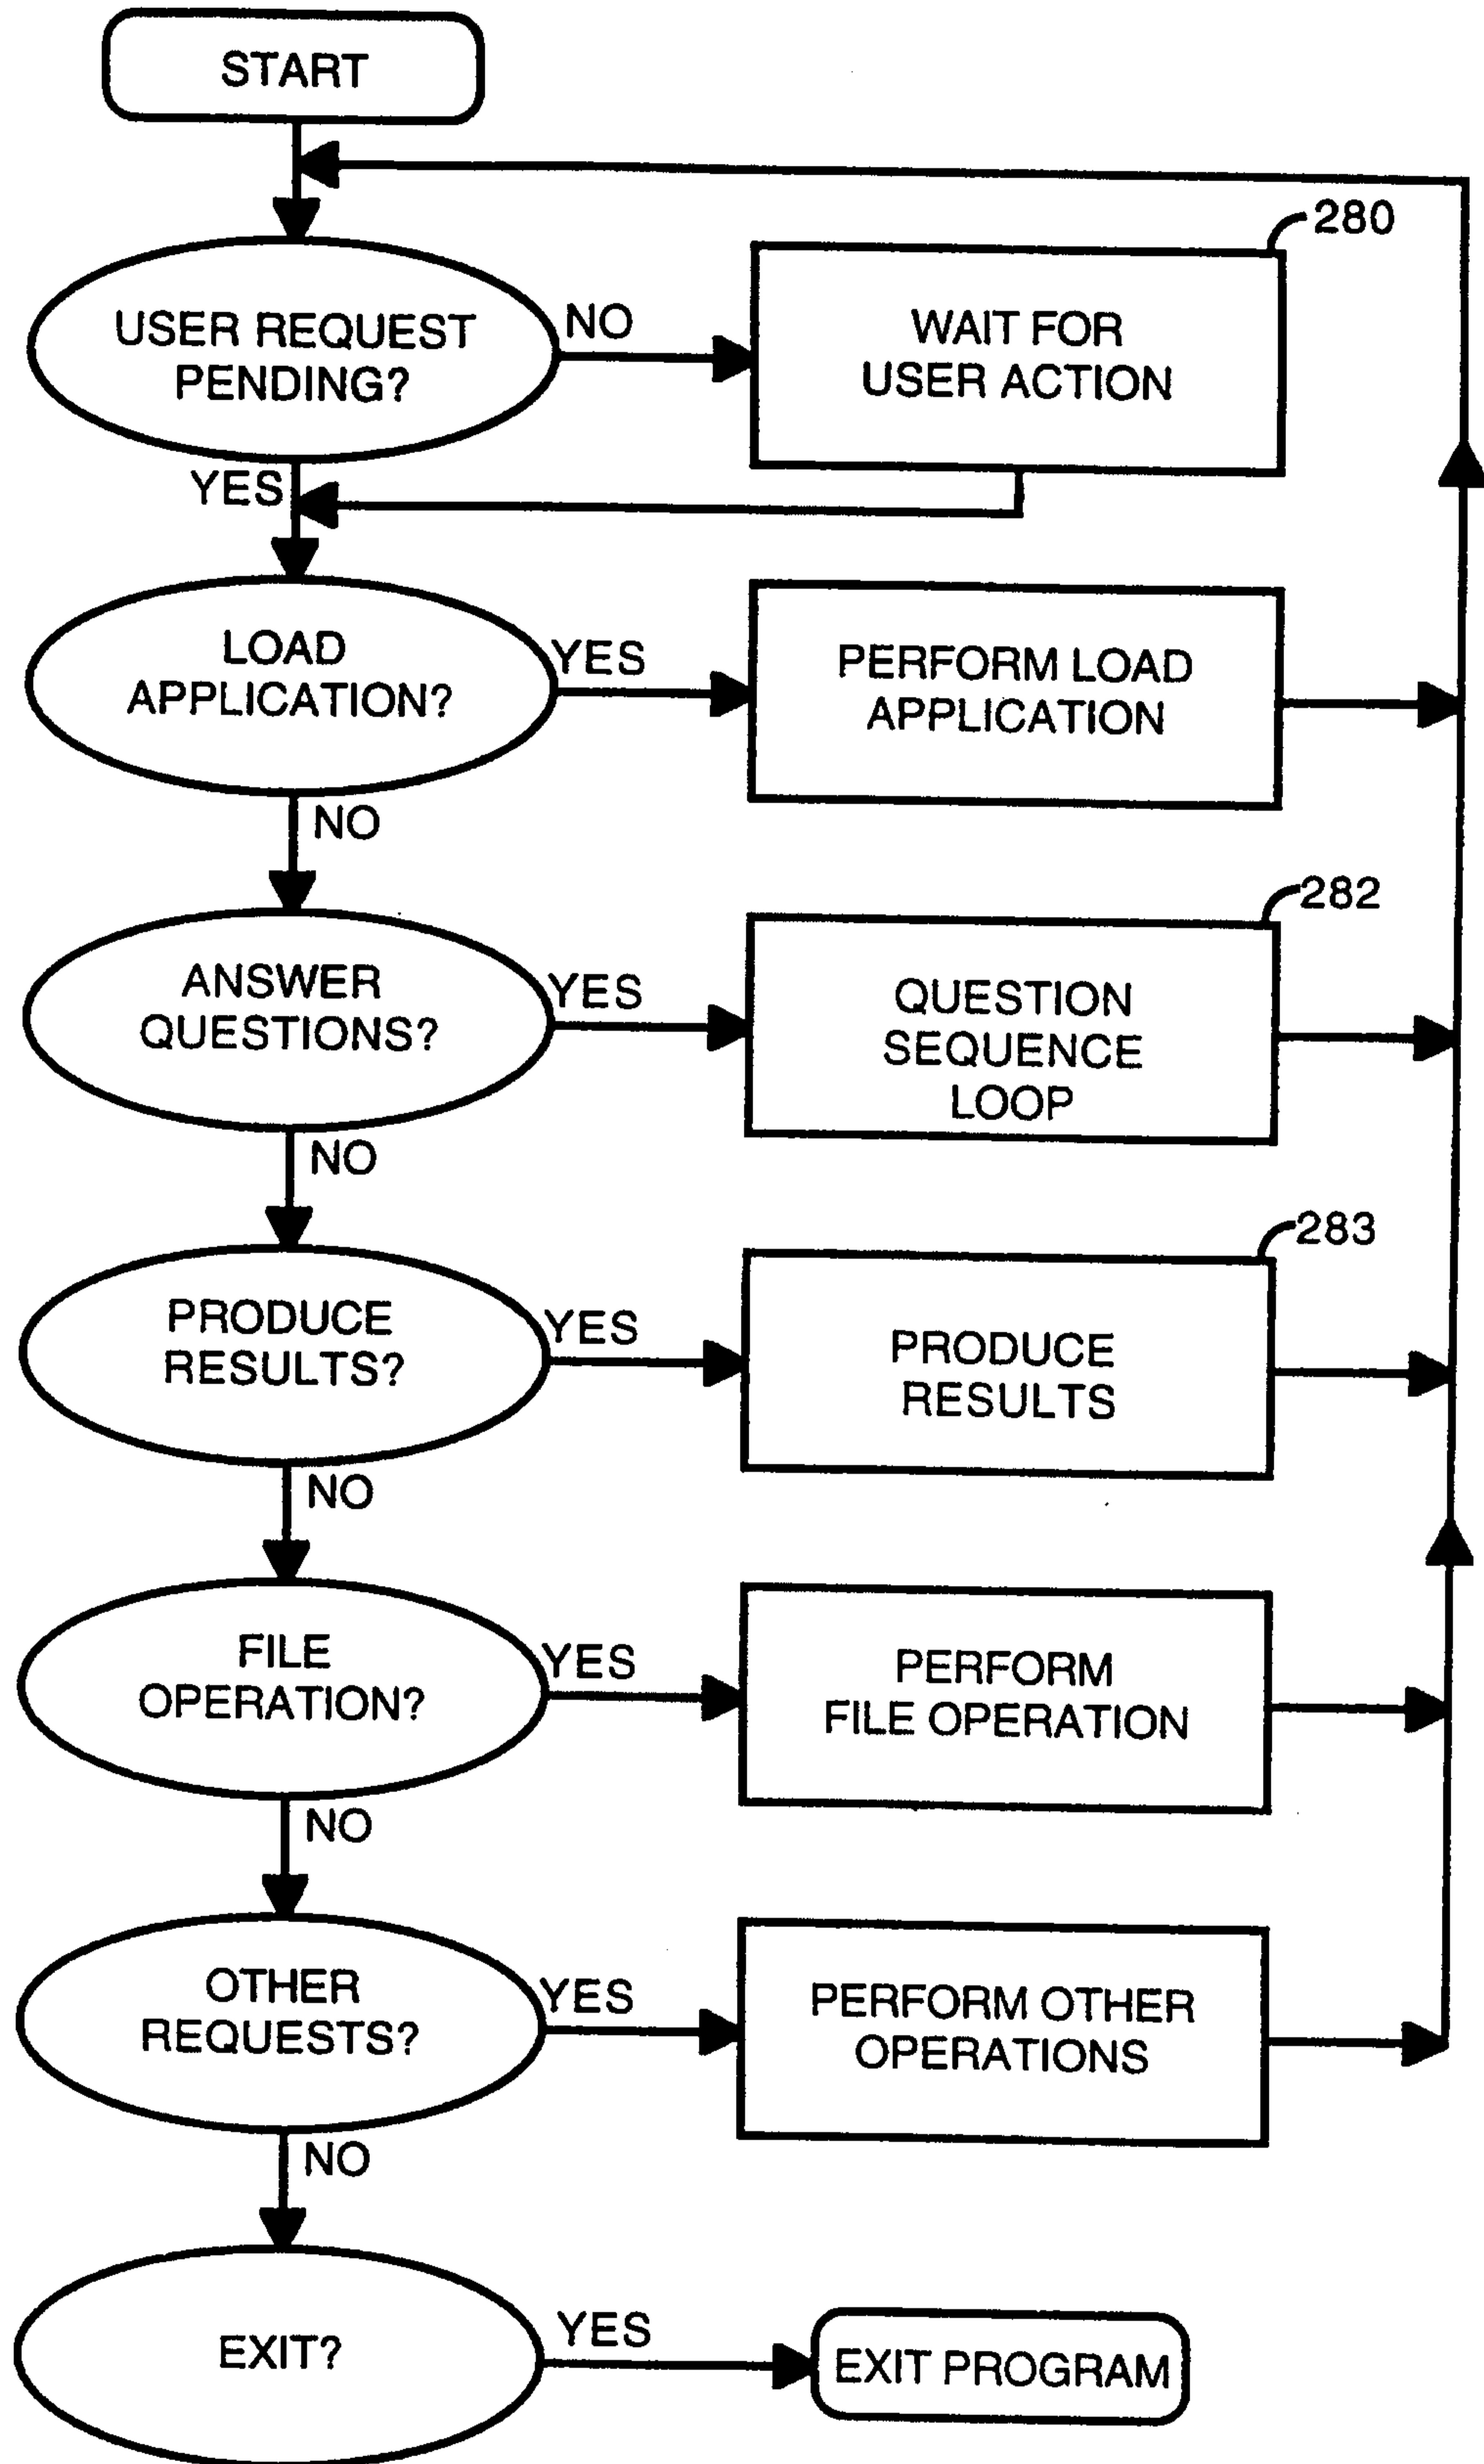 START
280
USER REQUEST
PENDING?
NO
WAIT FOR
USER ACTION
YES
LOAD
APPLICATION?
YES
PERFORM LOAD
APPLICATION
NO
282
ANSWER
QUESTIONS?
YES
QUESTION
SEQUENCE
LOOP
NO
283
PRODUCE
RESULTS?
YES
PRODUCE
RESULTS
NO
FILE
OPERATION?
YES
PERFORM
FILE OPERATION
NO
OTHER
REQUESTS?
YES
PERFORM OTHER
OPERATIONS
NO
EXIT?
YES
EXIT PROGRAM